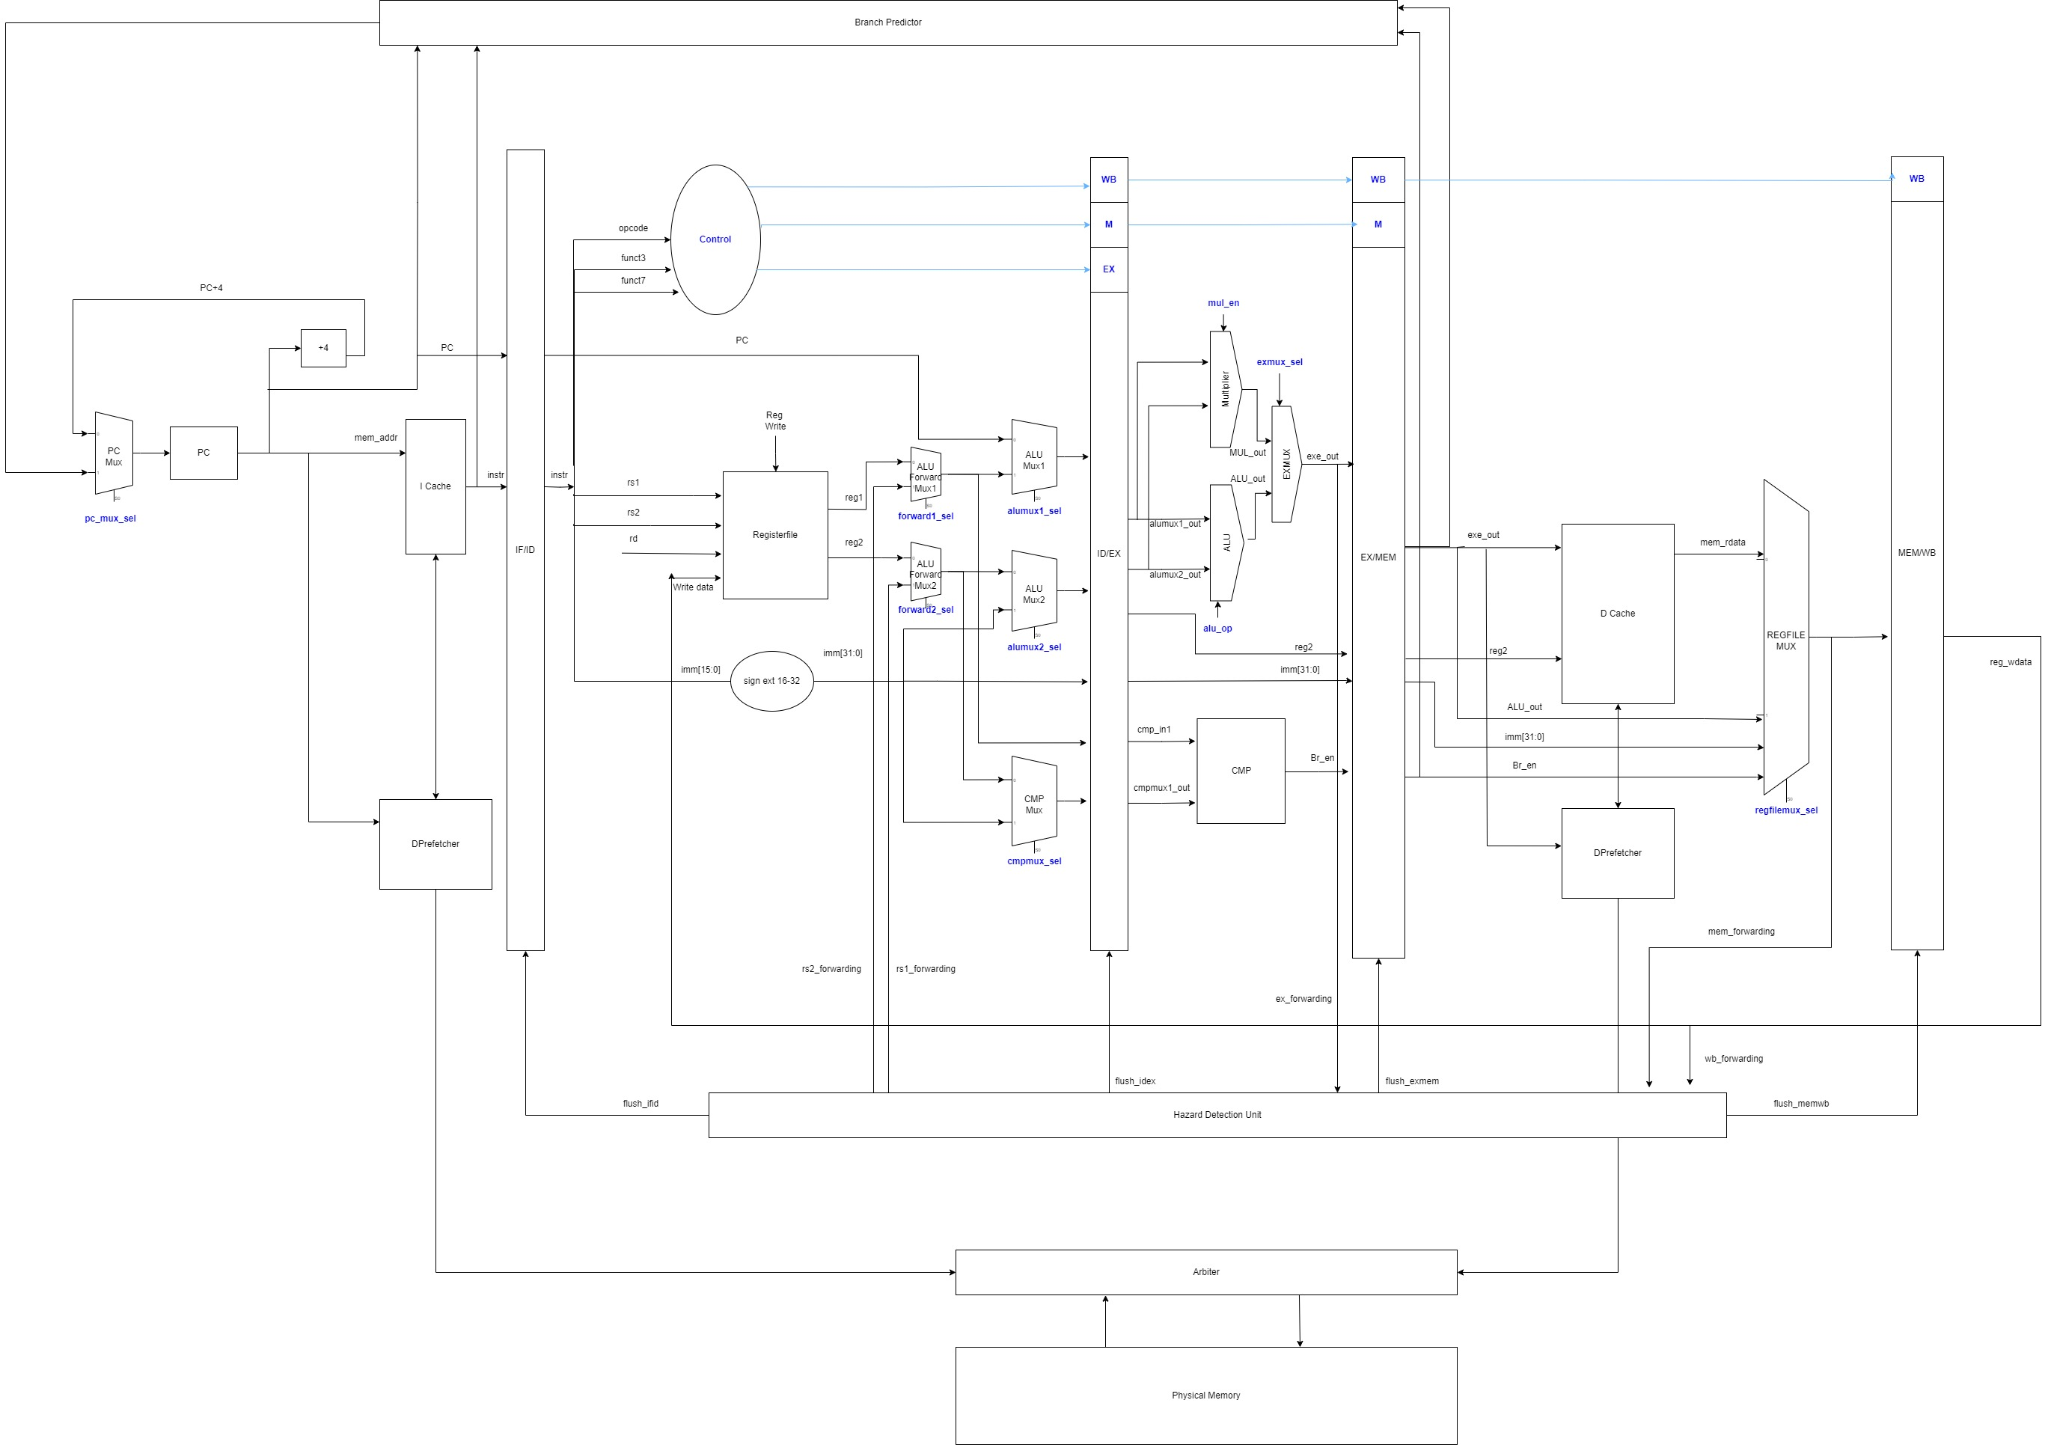 Branch Predictor
WB
WB
WB
opcode
Control
M
M
funct3
EX
funct7
PC+4
mul_en
PC
PC
+4
exmux_sel
Multiplier
Reg
Write
mem_addr
PC
Mux
PC
ALU
Mux1
MUL_out
EXMUX
exe_out
I Cache
instr
instr
rs1
ALU
Forward
Mux1
reg1
ALU_out
pc_mux_sel
rs2
forward1_sel
alumux1_sel
alumux1_out
Registerfile
rd
reg2
IF/ID
ID/EX
ALU
EX/MEM
exe_out
mem_rdata
MEM/WB
ALU
Forward
Mux2
ALU
Mux2
alumux2_out
Write data
forward2_sel
D Cache
alu_op
REGFILE
MUX
alumux2_sel
reg2
reg2
reg_wdata
imm[31:0]
imm[15:0]
sign ext 16-32
imm[31:0]
ALU_out
cmp_in1
imm[31:0]
CMP
Br_en
Br_en
cmpmux1_out
CMP
Mux
regfilemux_sel
DPrefetcher
cmpmux_sel
DPrefetcher
mem_forwarding
rs2_forwarding
rs1_forwarding
ex_forwarding
wb_forwarding
flush_idex
flush_exmem
flush_ifid
Hazard Detection Unit
flush_memwb
Arbiter
Physical Memory